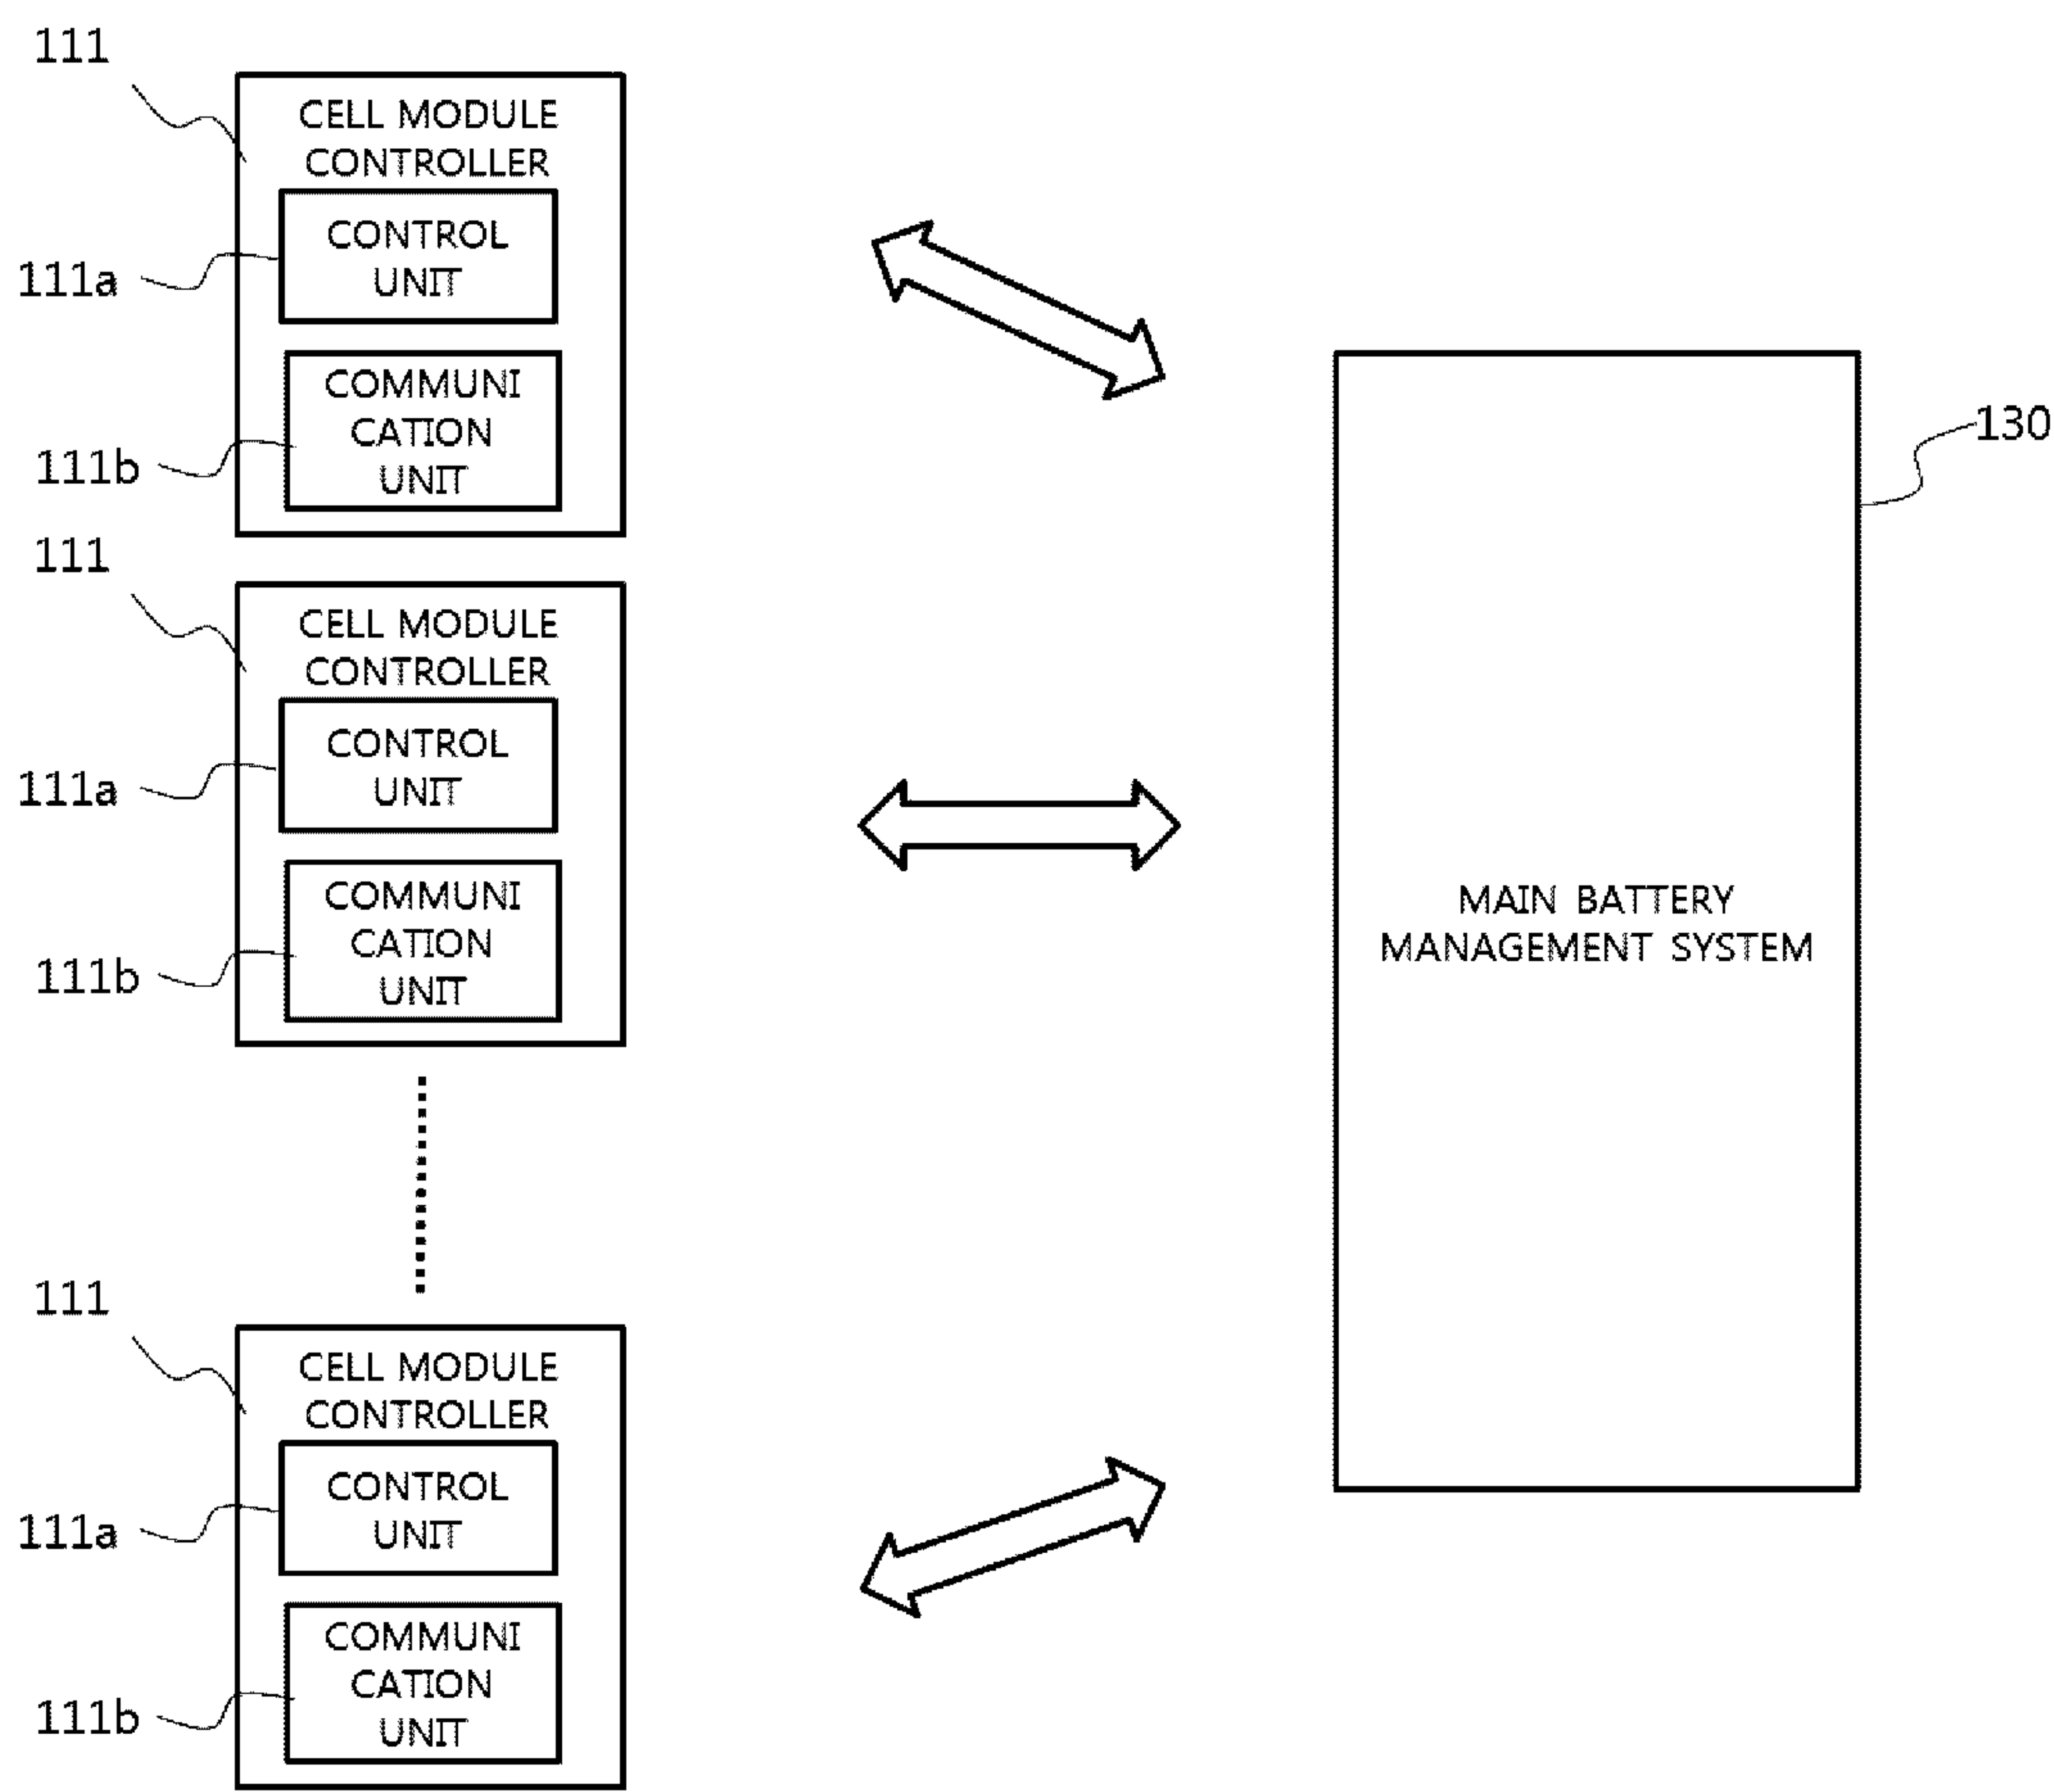 111
CELL MODULE
CONTROLLER
CONTROL
UNIT
111a
COMMUNI
CATION
UNIT
111b
111
CELL MODULE
CONTROLLER
CONTROL
UNIT
111a
COMMUNI
CATION
UNIT
111b
111
CELL MODULE
CONTROLLER
CONTROL
UNIT
111a
COMMUNI
CATION
UNIT
111b
130
MAIN BATTERY
MANAGEMENT SYSTEM